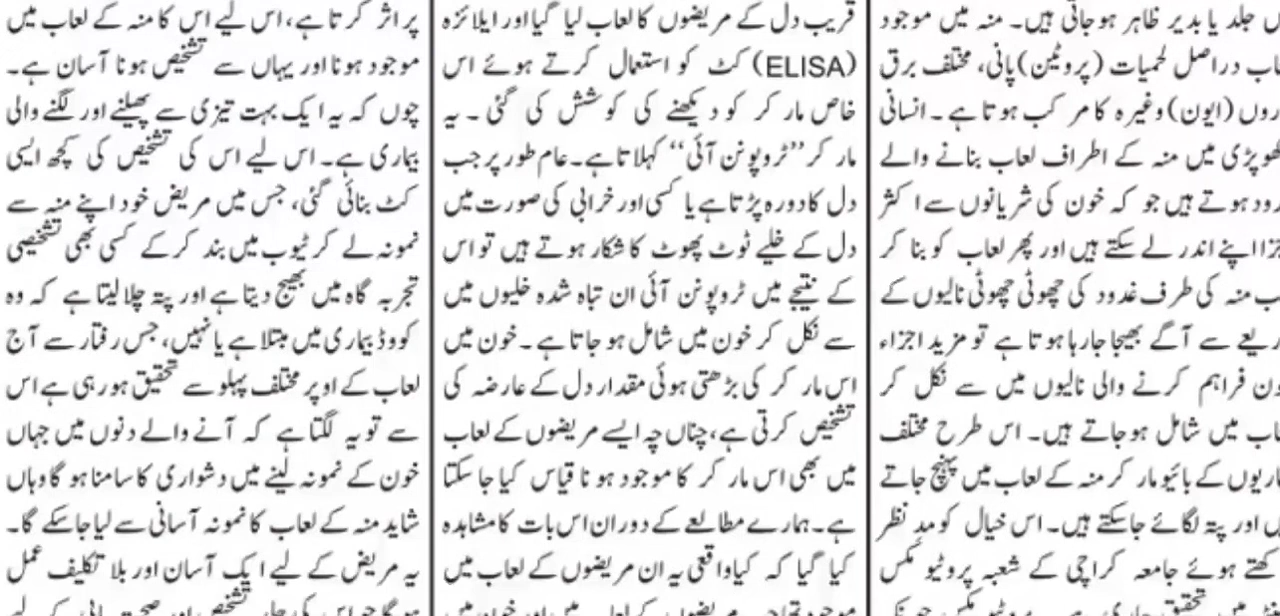 جلد یا بدیر ظاہر ہو جاتی ہیں۔ منہ میں موجود
دراصل لحمیات (پروٹین) پانی، مختلف برق
(ایون) وغیرہ کا مرکب ہوتا ہے۔ انسانی
میں منہ کے اطراف لعاب بنانے والے
ہوتے ہیں جو کہ خون کی شریانوں سے اکثر
اپنے اندر لے سکتے ہیں اور پھر لعاب کو بنا کر
منہ کی طرف غدود کی چھوٹی چھوٹی نالیوں کے
سے آگے بھیجا جا رہا ہوتا ہے تو مزید اجزاء
فراہم کرنے والی نالیوں میں سے نکل کر
میں شامل ہو جاتے ہیں۔ اس طرح مختلف
کے بائیو مار کر منہ کے لعاب میں پہنچ جاتے
اور پتہ لگائے جاسکتے ہیں۔ اس خیال کو مدِ نظر
ہوئے جامعہ کراچی کے شعبہ پروٹیو مکس
قریب دل کے مریضوں کا لعاب لیا گیا اور ایلائزہ
(ELISA) کٹ کو استعمال کرتے ہوئے اس
خاص مار کر کو دیکھنے کی کوشش کی گئی ۔ یہ
مار کر ’’ٹروپونن آئی‘‘ کہلاتا ہے۔ عام طور پر جب
دل کا دورہ پڑتا ہے یا کسی اور خرابی کی صورت میں
دل کے خلیے ٹوٹ پھوٹ کا شکار ہوتے ہیں تو اس
کے نتیجے میں ٹروپونن آئی ان تباہ شدہ خلیوں میں
سے نکل کر خون میں شامل ہو جاتا ہے ۔ خون میں
اس مار کر کی بڑھتی ہوئی مقدار دل کے عارضہ کی
تشخیص کرتی ہے، چناں چہ ایسے مریضوں کے لعاب
میں بھی اس مار کر کا موجود ہونا قیاس کیا جا سکتا
ہے۔ ہمارے مطالعے کے دوران اس بات کا مشاہدہ
کیا گیا کہ کیا واقعی یہ ان مریضوں کے لعاب میں
پر اثر کرتا ہے، اس لیے اس کا منہ کے لعاب میں
موجود ہونا اور یہاں سے تشخیص ہونا آسان ہے۔
چوں کہ یہ ایک بہت تیزی سے پھیلنے اور لگنے والی
بیماری ہے۔ اس لیے اس کی تشخیص کی کچھ ایسی
کٹ بنائی گئی، جس میں مریض خود اپنے منہ سے
نمونہ لے کر ٹیوب میں بند کر کے کسی بھی تشخیصی
تجربہ گاہ میں بھیج دیتا ہے اور پتہ چلا لیتا ہے کہ وہ
کووڈ بیماری میں مبتلا ہے یا نہیں، جس رفتار سے آج
لعاب کے اوپر مختلف پہلو سے تحقیق ہو رہی ہے اس
سے تو یہ لگتا ہے کہ آنے والے دنوں میں جہاں
خون کے نمونہ لینے میں دشواری کا سامنا ہو گا وہاں
شاید منہ کے لعاب کا نمونہ آسانی سے لیا جاسکے گا۔
یہ مریض کے لیے ایک آسان اور بلا تکلیف عمل